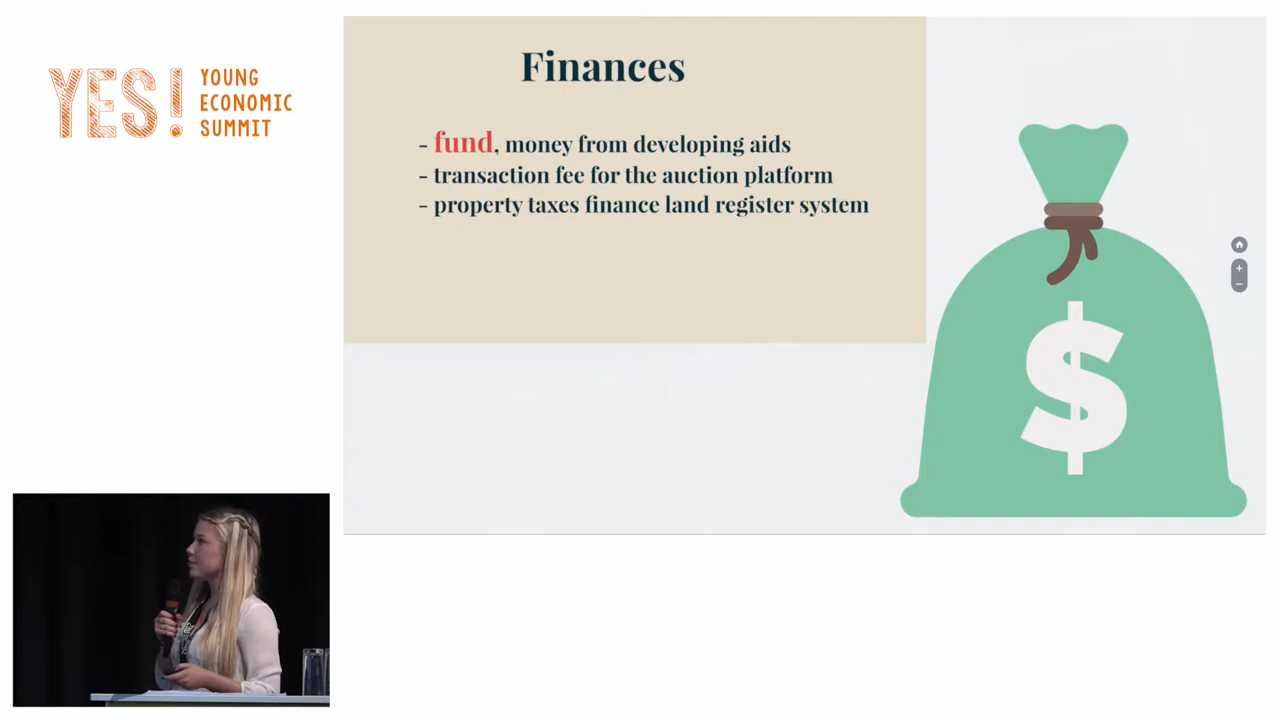 YES!
YOUNG
ECONOMIC
SUMMIT
Finances
- fund, money from developing aids
- transaction fee for the auction platform
- property taxes finance land register system
$